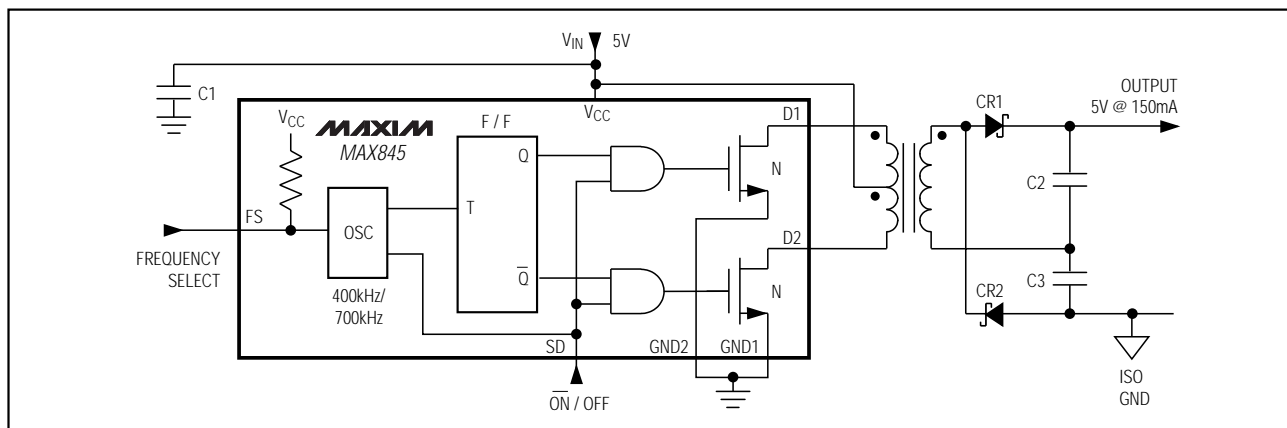 V_IN 5V
C1
V_CC
V_CC
MAXIM
MAX845
F / F
D1
Q
N
FS
OSC
T
FREQUENCY
SELECT
400kHz/
700kHz
Q̅
D2
N
SD
GND2
GND1
O̅N̅ / OFF
CR1
OUTPUT
5V @ 150mA
C2
CR2
C3
ISO
GND